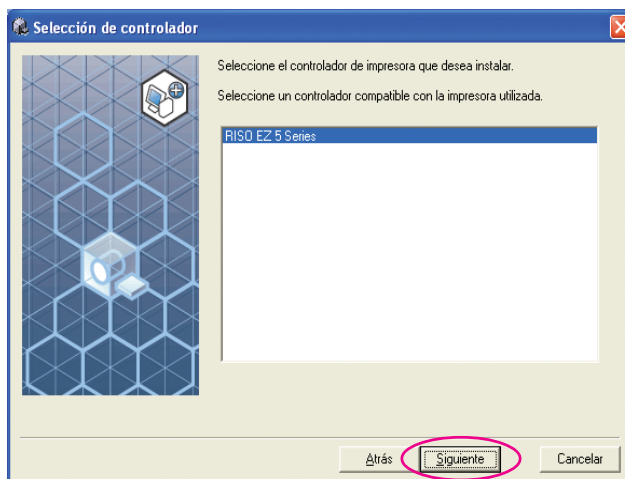 Selección de controlador
Seleccione el controlador de impresora que desea instalar.
Seleccione un controlador compatible con la impresora utilizada.
RISO EZ 5 Series
Atrás Siguiente Cancelar